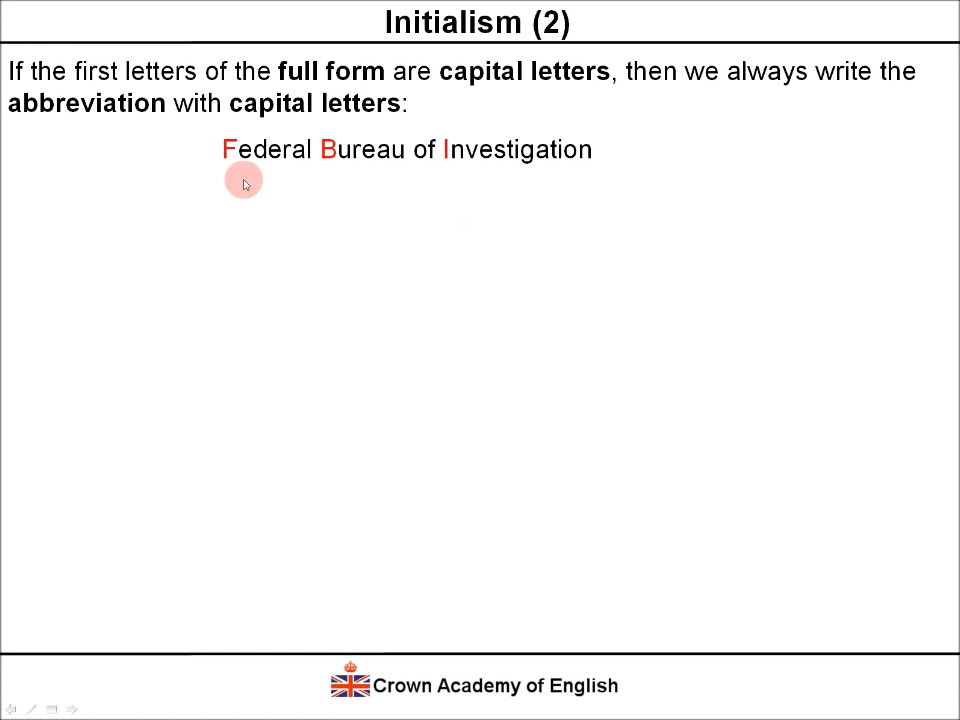 Initialism (2)
If the first letters of the full form are capital letters, then we always write the
abbreviation with capital letters:
Federal Bureau of Investigation
Crown Academy of English